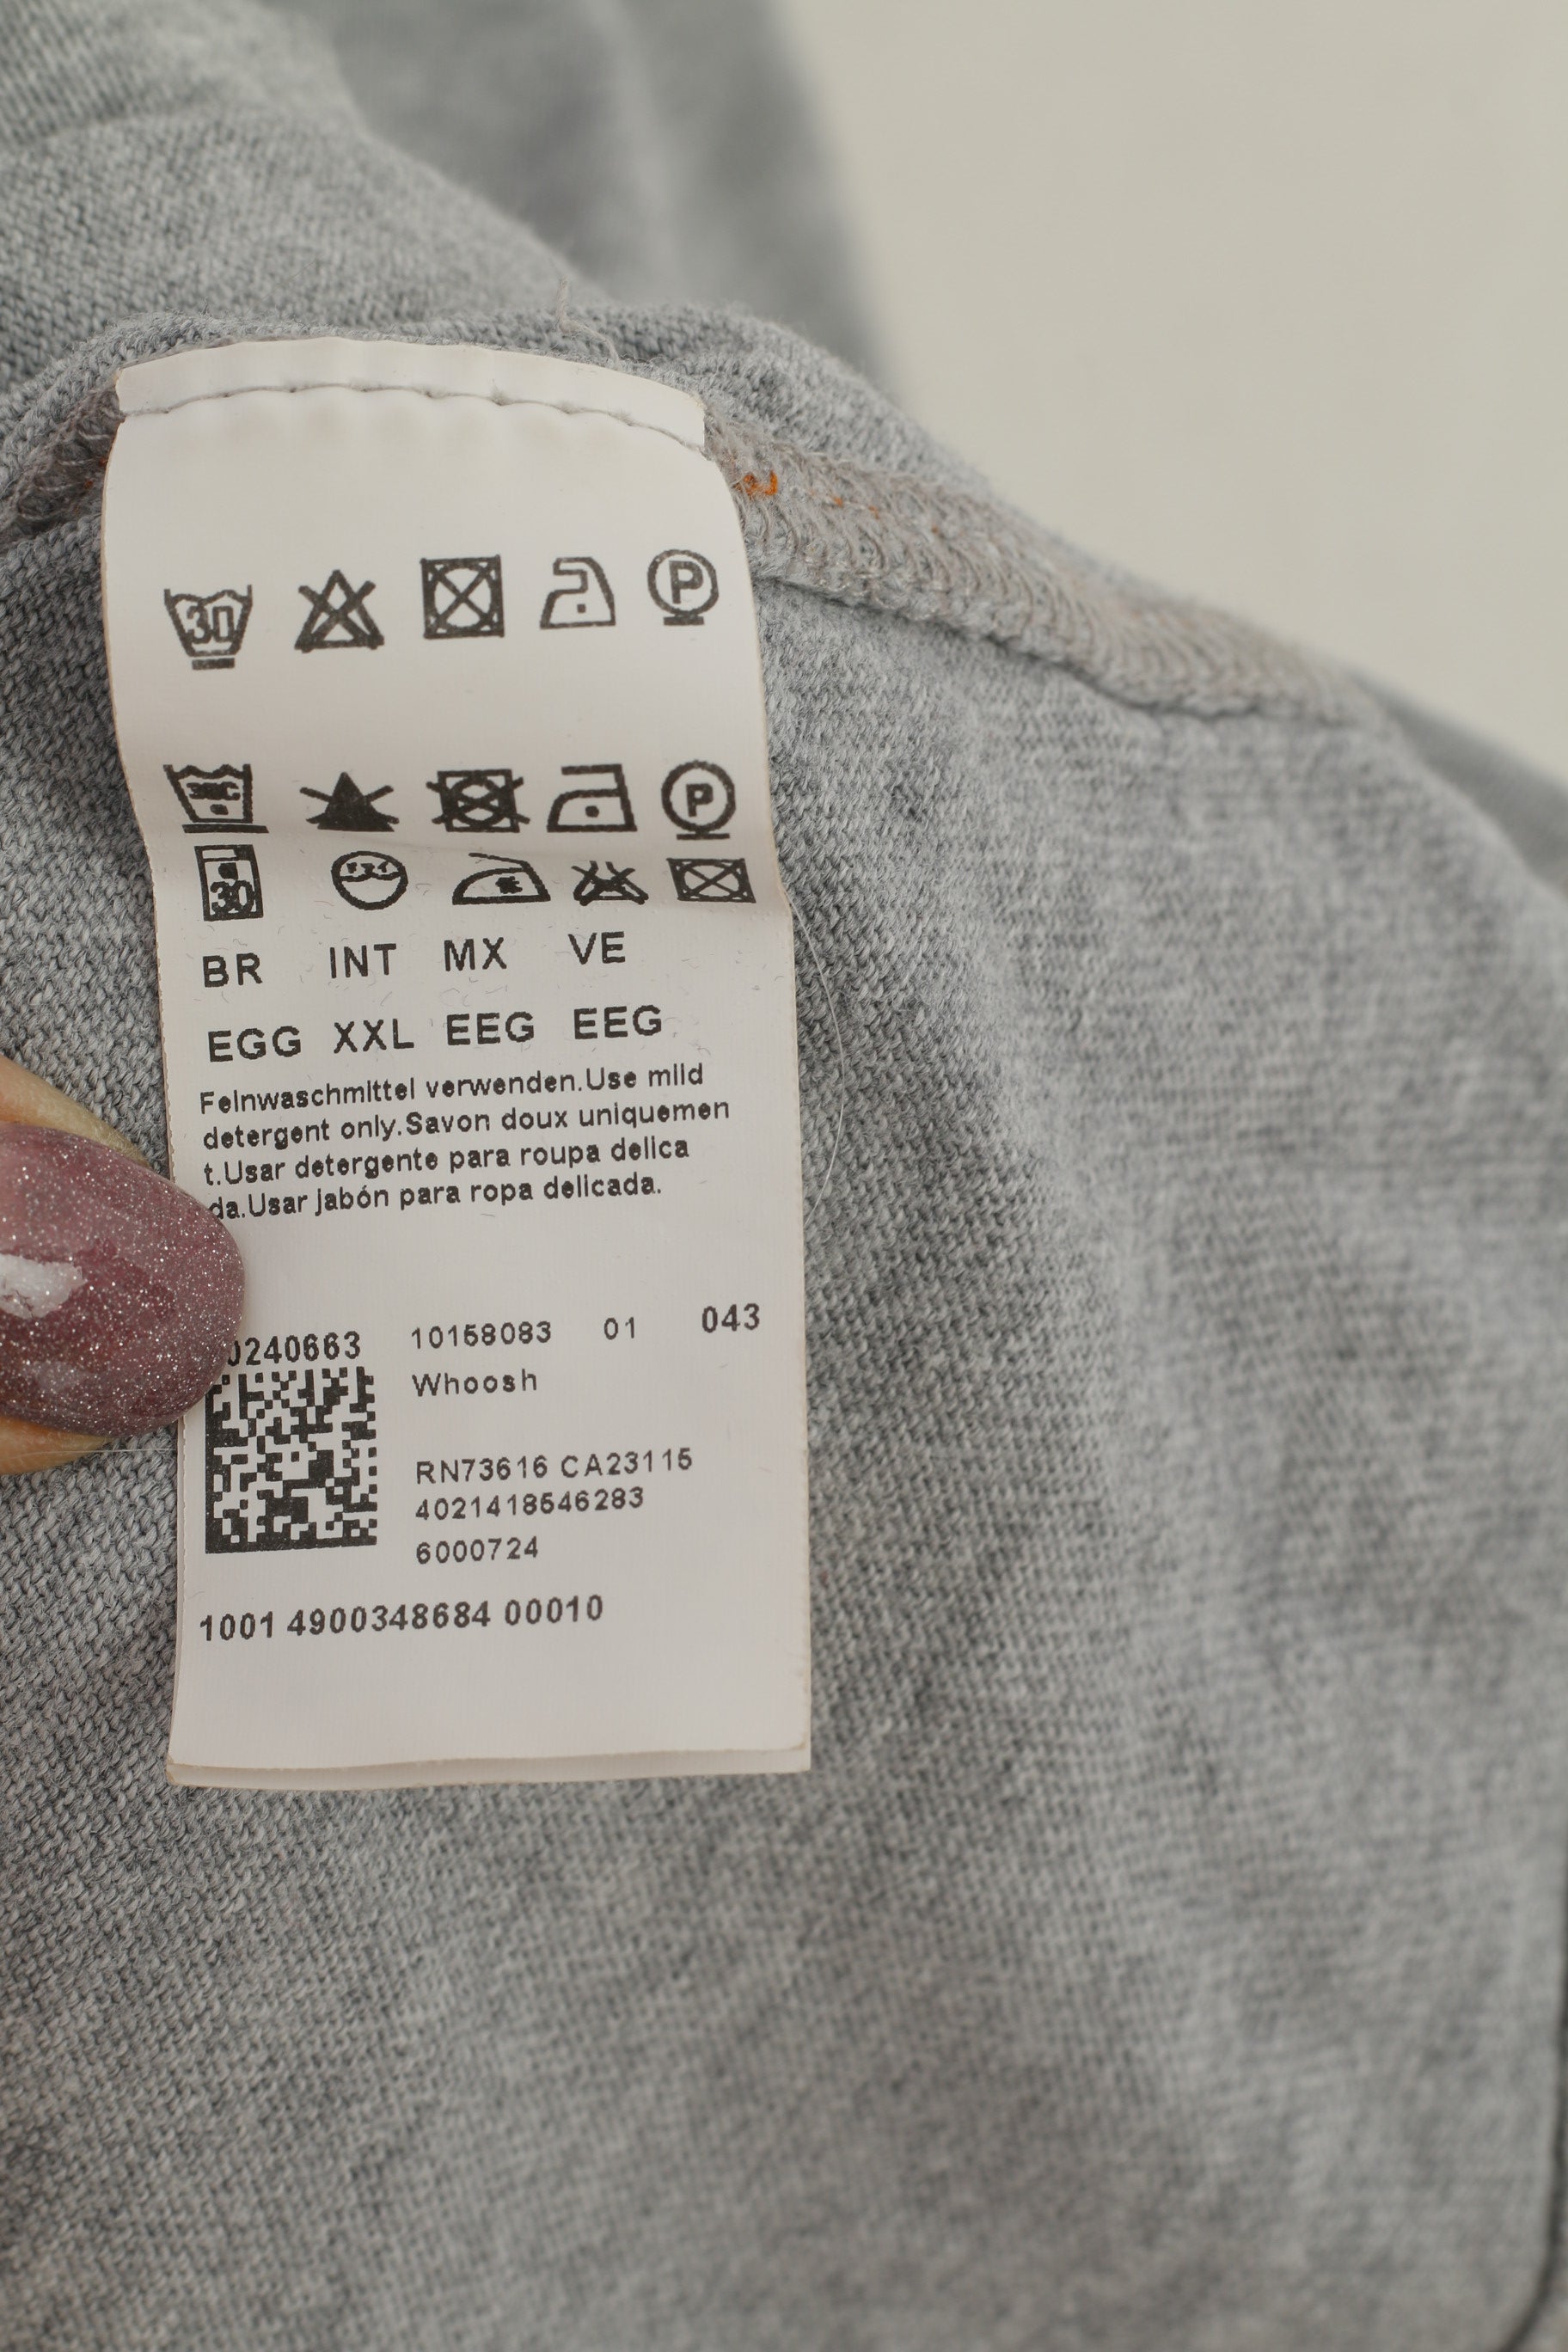 30
P
P
30
BR INT MX VE
EGG XXL EEG EEG
Feinwaschmittel verwenden.Use mild
detergent only.Savon doux uniquemen
t.Usar detergente para roupa delica
da.Usar jabón para ropa delicada.
0240663 10158083 01 043
Whoosh
RN73616 CA23115
4021418546283
6000724
1001 4900348684 00010